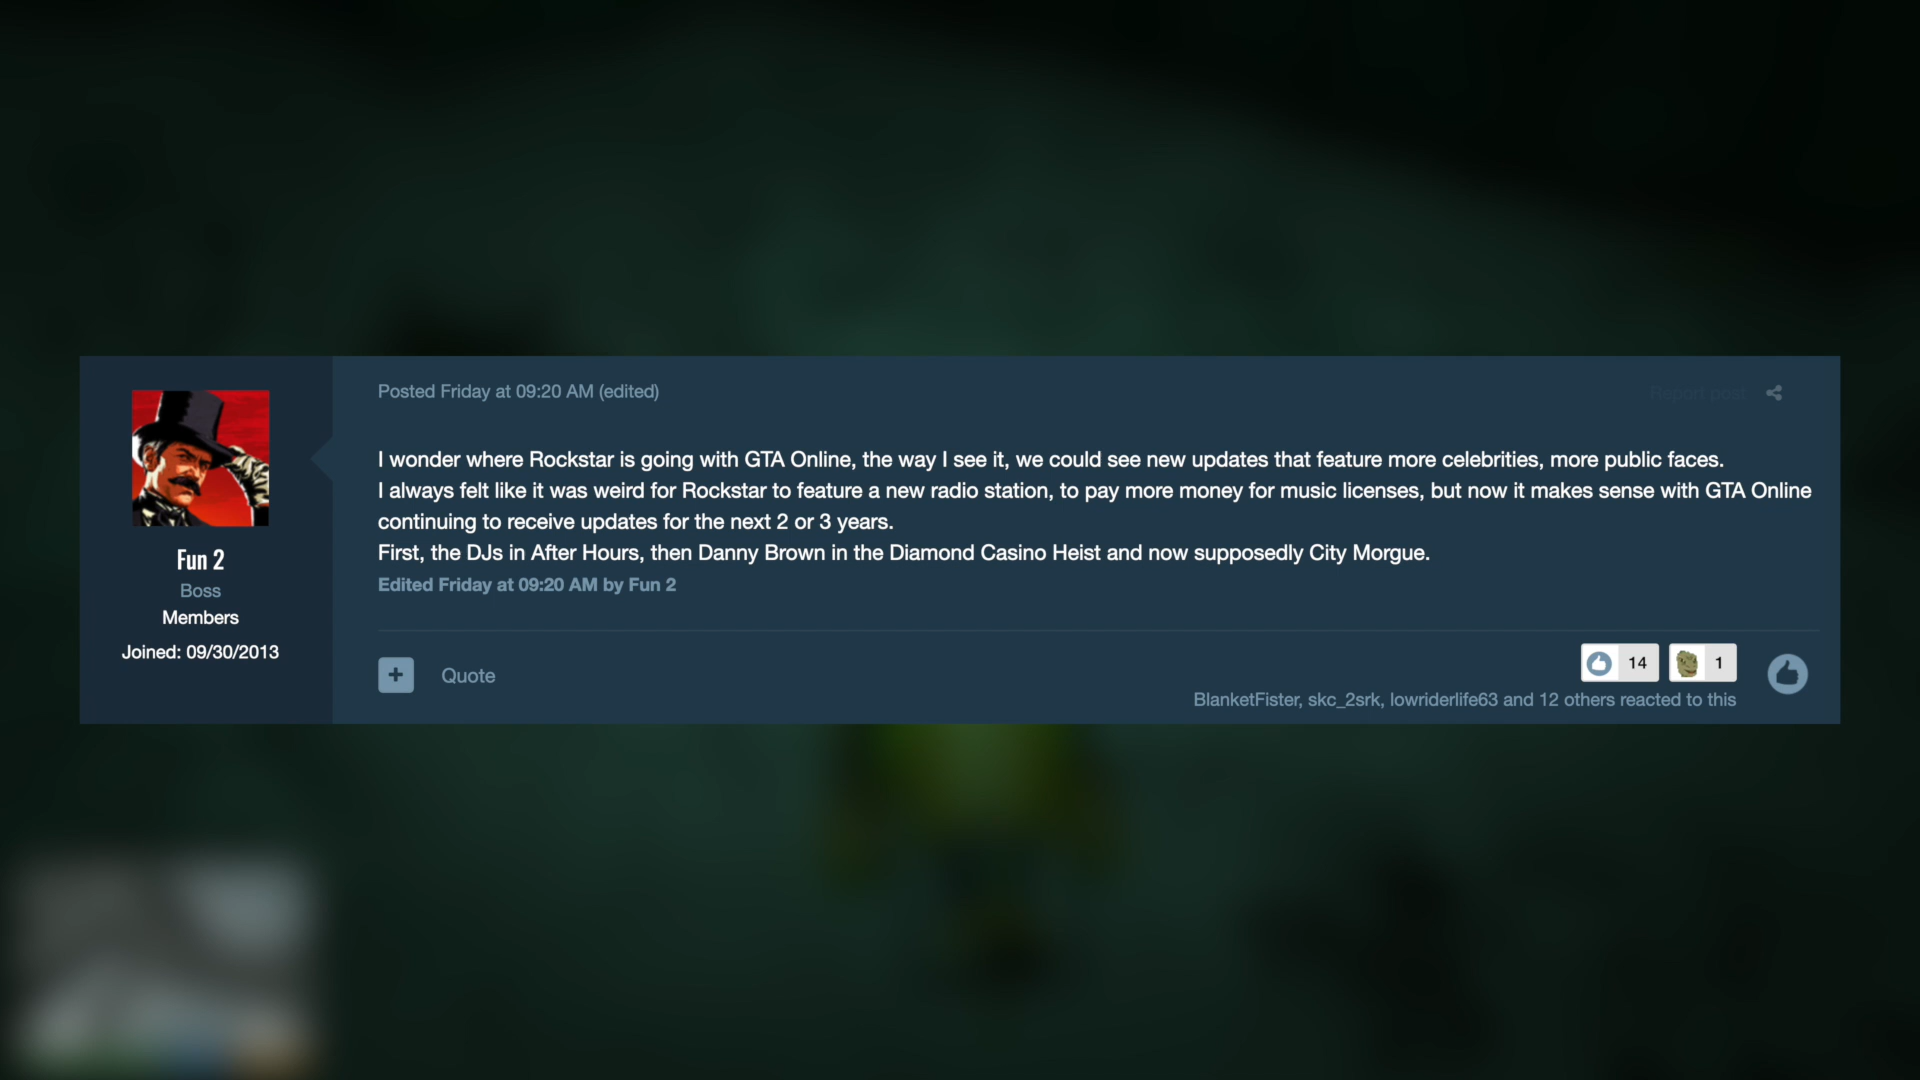 Posted Friday at 09:20 AM (edited)
Report post
I wonder where Rockstar is going with GTA Online, the way I see it, we could see new updates that feature more celebrities, more public faces.
I always felt like it was weird for Rockstar to feature a new radio station, to pay more money for music licenses, but now it makes sense with GTA Online
continuing to receive updates for the next 2 or 3 years.
First, the DJs in After Hours, then Danny Brown in the Diamond Casino Heist and now supposedly City Morgue.
Edited Friday at 09:20 AM by Fun 2
Fun 2
Boss
Members
Joined: 09/30/2013
+ Quote
14 1
BlanketFister, skc_2srk, lowriderlife63 and 12 others reacted to this